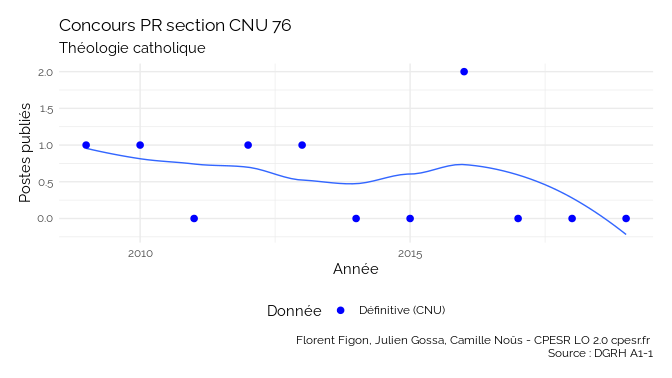 Concours PR section CNU 76
Théologie catholique
Postes publiés
2.0
1.5
1.0
0.5
0.0
2010
2015
Année
Donnée
Définitive (CNU)
Florent Figon, Julien Gossa, Camille Noûs - CPESR LO 2.0 cpesr.fr
Source : DGRH A1-1